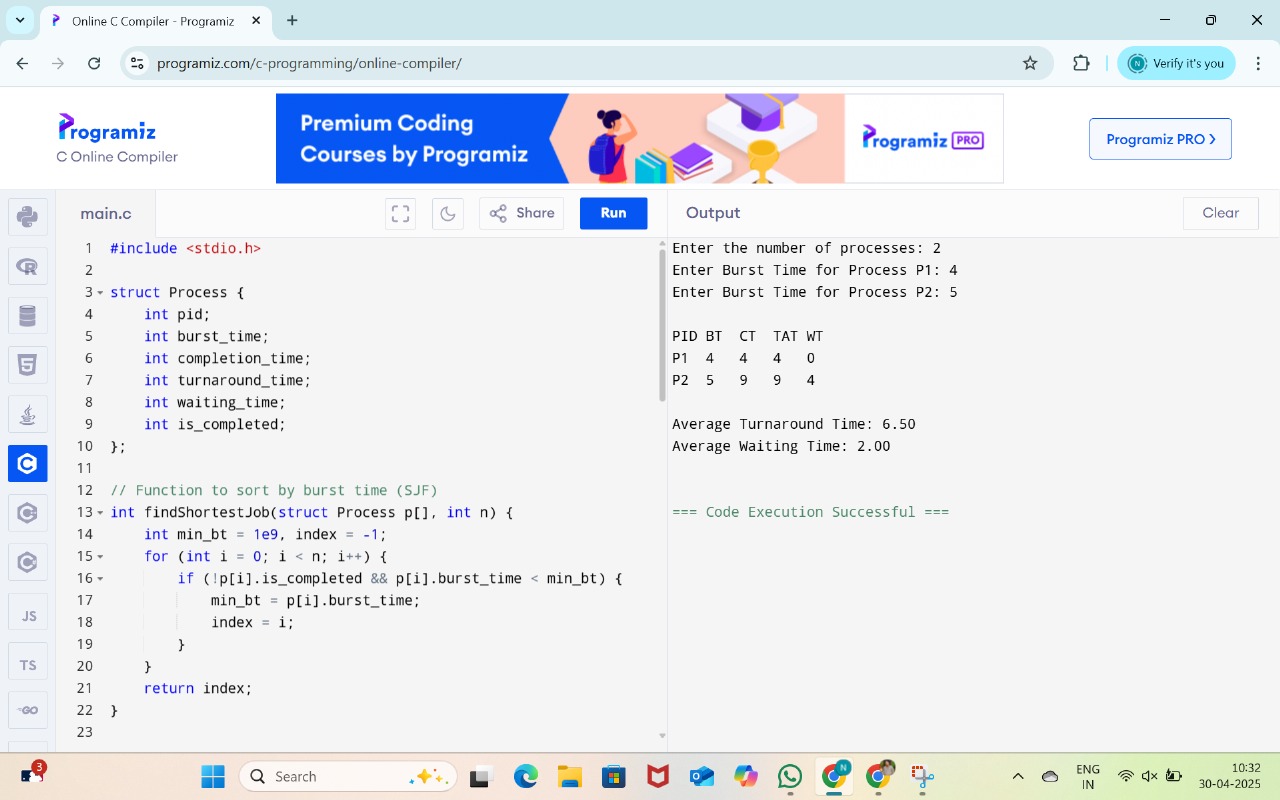 Online C Compiler - Programiz
programiz.com/c-programming/online-compiler/
Verify it's you
Programiz
C Online Compiler
Premium Coding
Courses by Programiz
Programiz PRO
Programiz PRO >
main.c
Share
Run
Output
Clear
1 #include <stdio.h>
2
3 struct Process {
4 int pid;
5 int burst_time;
6 int completion_time;
7 int turnaround_time;
8 int waiting_time;
9 int is_completed;
10 };
11
12 // Function to sort by burst time (SJF)
13 int findShortestJob(struct Process p[], int n) {
14 int min_bt = 1e9, index = -1;
15 for (int i = 0; i < n; i++) {
16 if (!p[i].is_completed && p[i].burst_time < min_bt) {
17 min_bt = p[i].burst_time;
18 index = i;
19 }
20 }
21 return index;
22 }
23
Enter the number of processes: 2
Enter Burst Time for Process P1: 4
Enter Burst Time for Process P2: 5
PID BT CT TAT WT
P1 4 4 4 0
P2 5 9 9 4
Average Turnaround Time: 6.50
Average Waiting Time: 2.00
=== Code Execution Successful ===
R
5
C
C
C
JS
TS
GO
3
Search
N
N
ENG
IN
10:32
30-04-2025